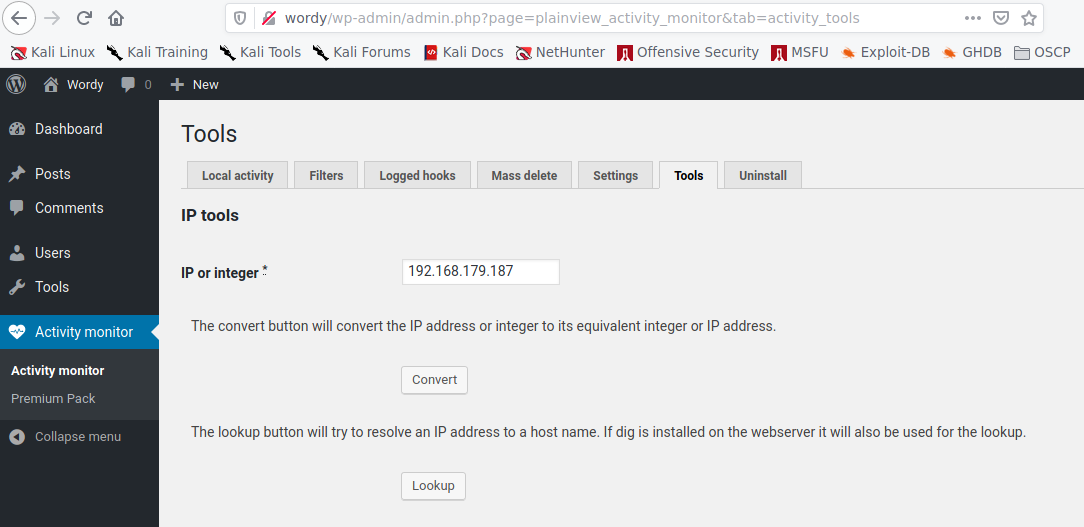 wordy/wp-admin/admin.php?page=plainview_activity_monitor&tab=activity_tools
Kali Linux Kali Training Kali Tools Kali Forums Kali Docs NetHunter Offensive Security MSFU Exploit-DB GHDB OSCP
Wordy 0 New
Dashboard
Posts
Comments
Users
Tools
Activity monitor
Activity monitor
Premium Pack
Collapse menu
Tools
Local activity Filters Logged hooks Mass delete Settings Tools Uninstall
IP tools
IP or integer * 192.168.179.187
The convert button will convert the IP address or integer to its equivalent integer or IP address.
Convert
The lookup button will try to resolve an IP address to a host name. If dig is installed on the webserver it will also be used for the lookup.
Lookup